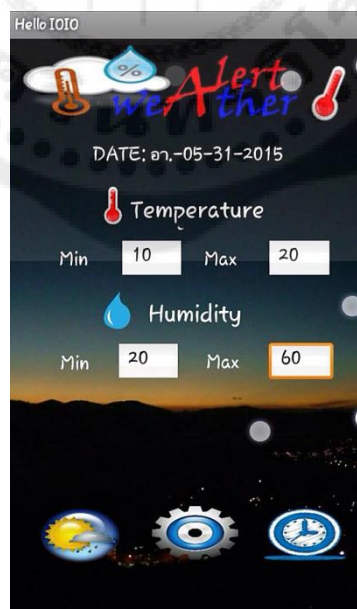 Hello IOIO
%
weAlert
ther
DATE: อา.-05-31-2015
Temperature
Min 10 Max 20
Humidity
Min 20 Max 60